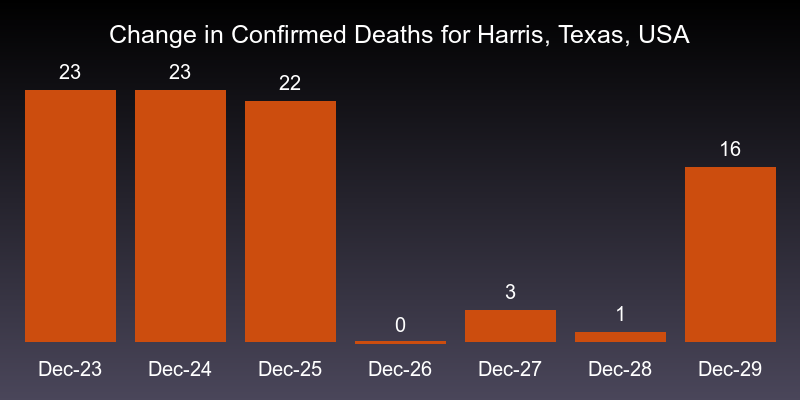 Change in Confirmed Deaths for Harris, Texas, USA
23
23
22
0
3
1
16
Dec-23
Dec-24
Dec-25
Dec-26
Dec-27
Dec-28
Dec-29